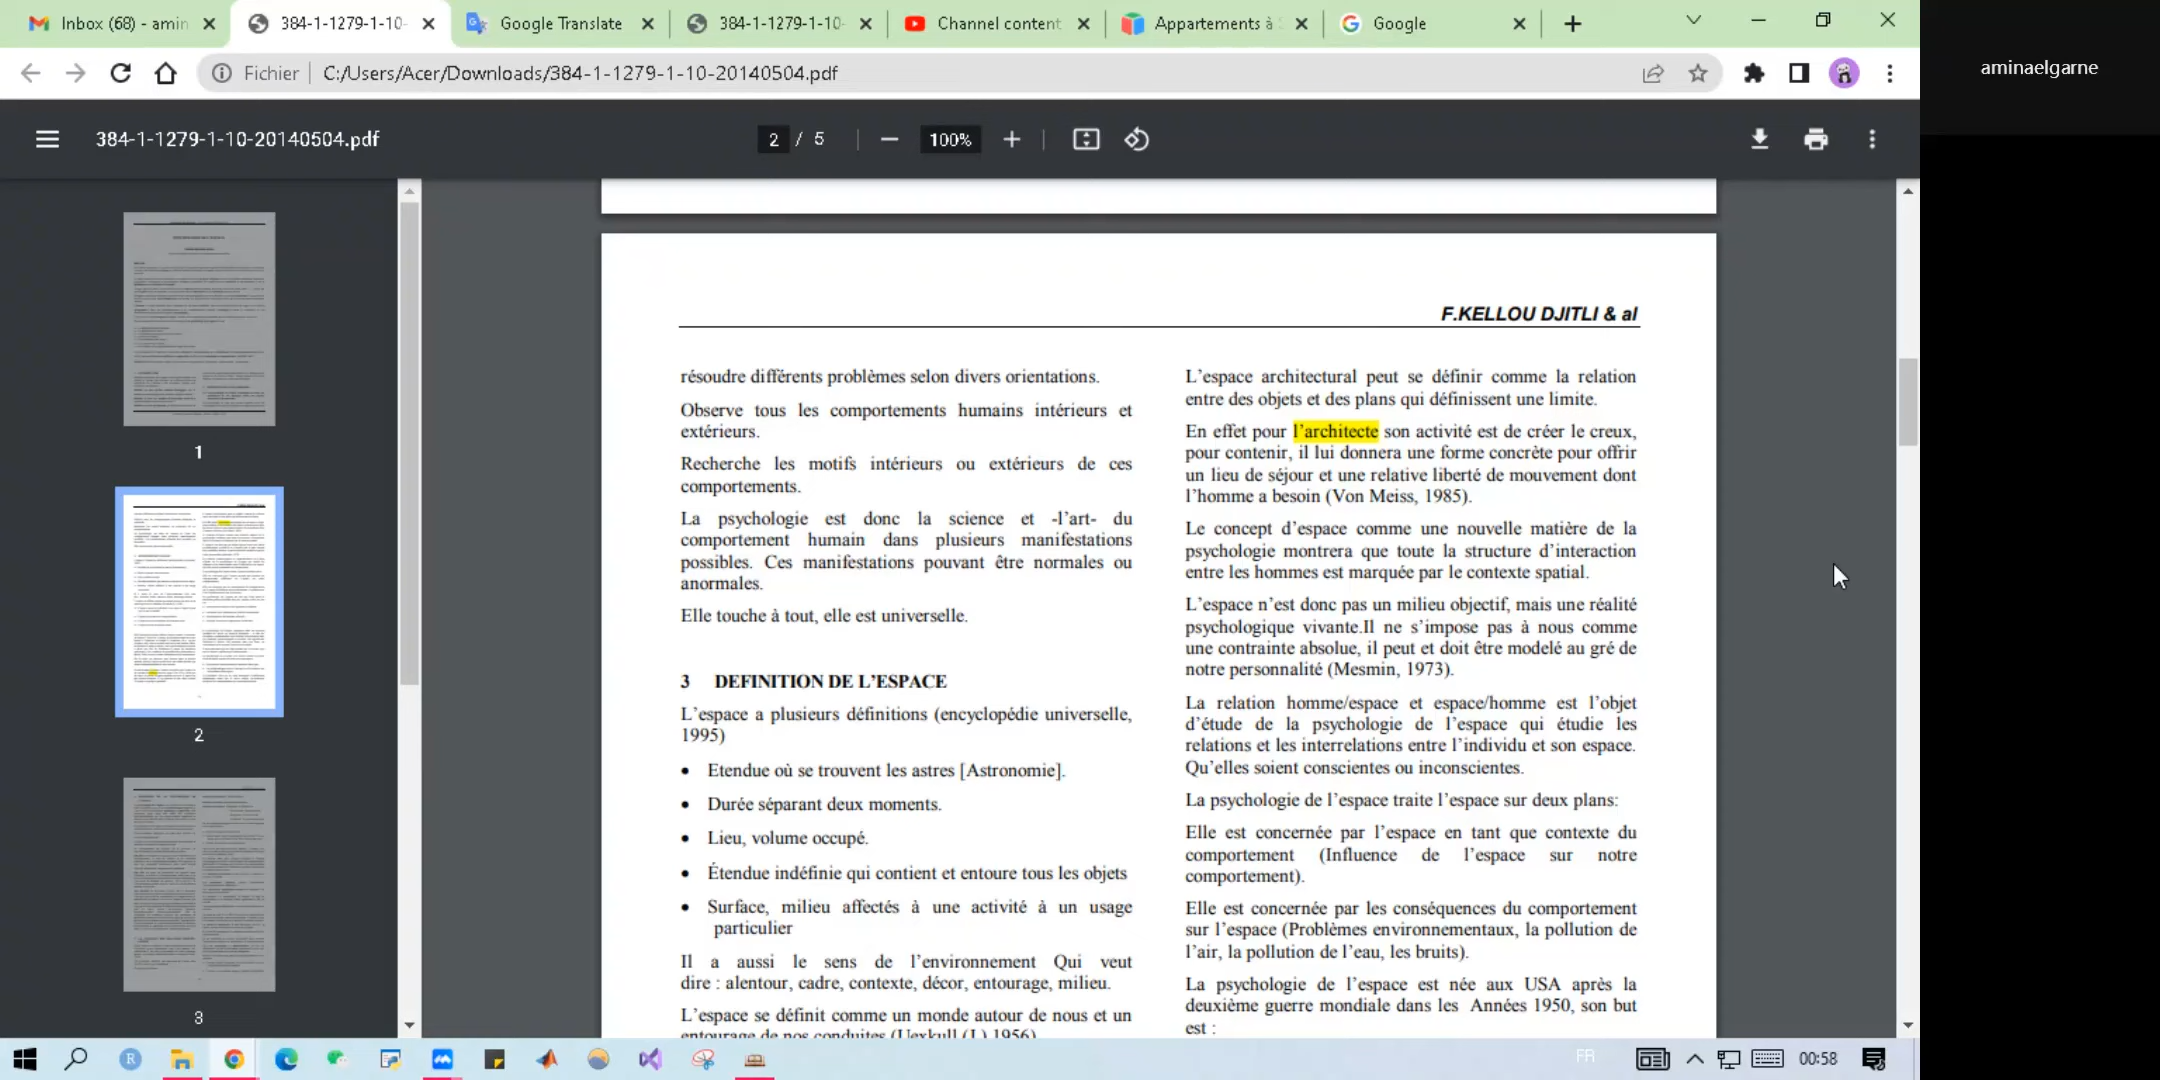 Inbox (68) - amin
384-1-1279-1-10-
Google Translate
384-1-1279-1-10-
Channel content
Appartements à
Google
aminaelgarne
Fichier
C:/Users/Acer/Downloads/384-1-1279-1-10-20140504.pdf
384-1-1279-1-10-20140504.pdf
2 / 5
100%
1
2
3
F.KELLOU DJITLI & al
résoudre différents problèmes selon divers orientations.
Observe tous les comportements humains intérieurs et
extérieurs.
Recherche les motifs intérieurs ou extérieurs de ces
comportements.
La psychologie est donc la science et -l’art- du
comportement humain dans plusieurs manifestations
possibles. Ces manifestations pouvant être normales ou
anormales.
Elle touche à tout, elle est universelle.
3 DEFINITION DE L’ESPACE
L’espace a plusieurs définitions (encyclopédie universelle,
1995)
• Etendue où se trouvent les astres [Astronomie].
• Durée séparant deux moments.
• Lieu, volume occupé.
• Étendue indéfinie qui contient et entoure tous les objets
• Surface, milieu affectés à une activité à un usage
particulier
Il a aussi le sens de l’environnement Qui veut
dire : alentour, cadre, contexte, décor, entourage, milieu.
L’espace se définit comme un monde autour de nous et un
entourage de nos conduites (Uexkull (J.) 1956)
L’espace architectural peut se définir comme la relation
entre des objets et des plans qui définissent une limite.
En effet pour l’architecte son activité est de créer le creux,
pour contenir, il lui donnera une forme concrète pour offrir
un lieu de séjour et une relative liberté de mouvement dont
l’homme a besoin (Von Meiss, 1985).
Le concept d’espace comme une nouvelle matière de la
psychologie montrera que toute la structure d’interaction
entre les hommes est marquée par le contexte spatial.
L’espace n’est donc pas un milieu objectif, mais une réalité
psychologique vivante.Il ne s’impose pas à nous comme
une contrainte absolue, il peut et doit être modelé au gré de
notre personnalité (Mesmin, 1973).
La relation homme/espace et espace/homme est l’objet
d’étude de la psychologie de l’espace qui étudie les
relations et les interrelations entre l’individu et son espace.
Qu’elles soient conscientes ou inconscientes.
La psychologie de l’espace traite l’espace sur deux plans:
Elle est concernée par l’espace en tant que contexte du
comportement (Influence de l’espace sur notre
comportement).
Elle est concernée par les conséquences du comportement
sur l’espace (Problèmes environnementaux, la pollution de
l’air, la pollution de l’eau, les bruits).
La psychologie de l’espace est née aux USA après la
deuxième guerre mondiale dans les Années 1950, son but
est :
FR
00:58